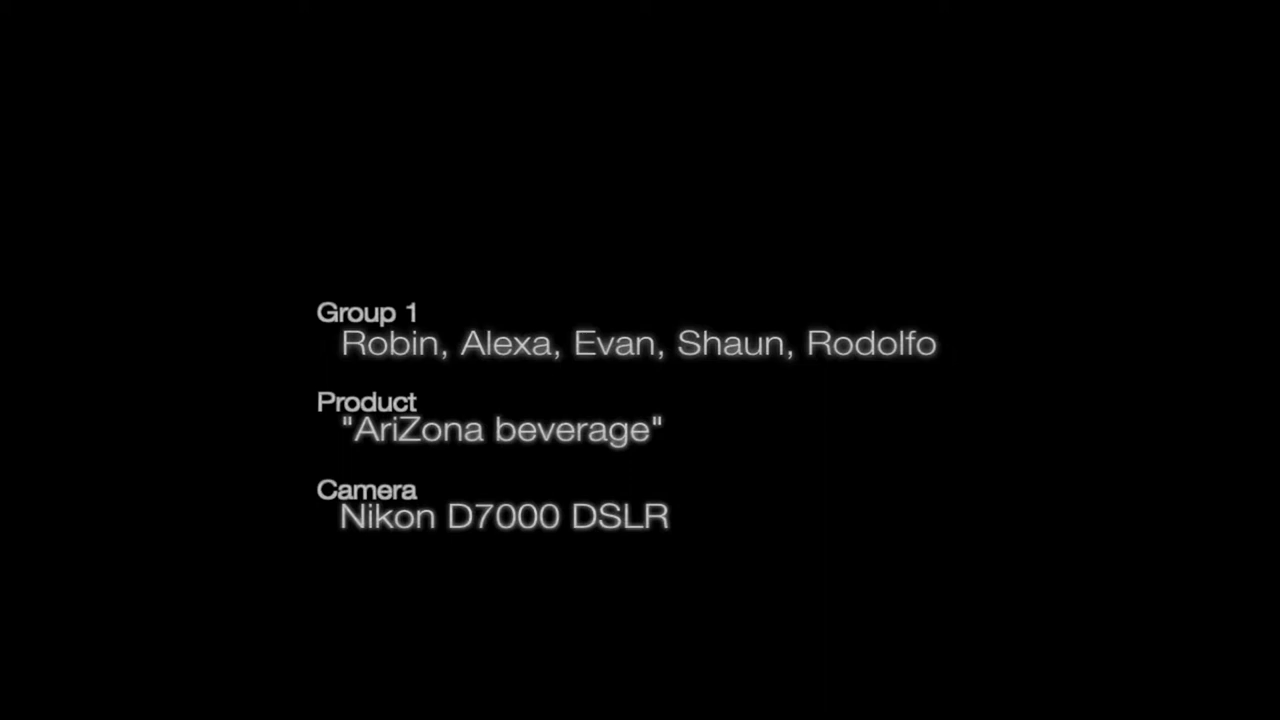 Group 1
Robin, Alexa, Evan, Shaun, Rodolfo
Product
"AriZona beverage"
Camera
Nikon D7000 DSLR